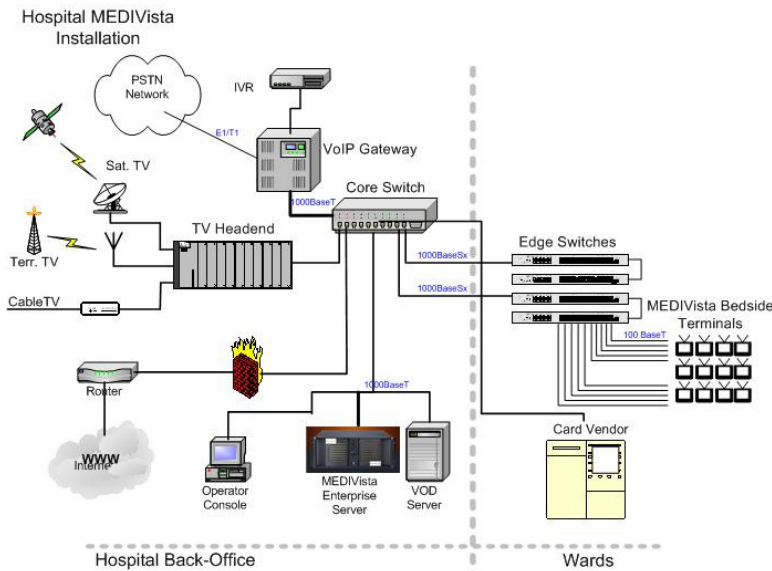 Hospital MEDIVista
Installation
PSTN
Network
IVR
E1/T1
VoIP Gateway
Sat. TV
1000BaseT
Core Switch
TV Headend
Terr. TV
1000BaseSx
Edge Switches
CableTV
1000BaseSx
MEDIVista Bedside
Terminals
100 BaseT
Router
1000BaseT
WWW
Interne
Operator
Console
MEDIVista
Enterprise
Server
VOD
Server
Card Vendor
Hospital Back-Office
Wards